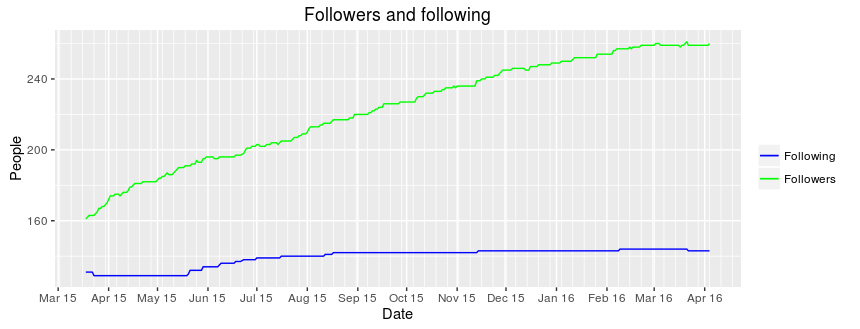 Followers and following
240
200
160
People
Mar 15 Apr 15 May 15 Jun 15 Jul 15 Aug 15 Sep 15 Oct 15 Nov 15 Dec 15 Jan 16 Feb 16 Mar 16 Apr 16
Date
Following
Followers